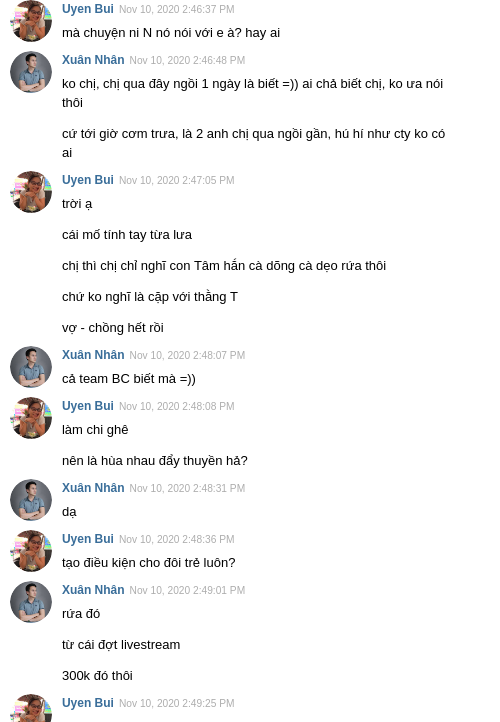 Uyen Bui Nov 10, 2020 2:46:37 PM
mà chuyện ni N nó nói với e à? hay ai
Xuân Nhân Nov 10, 2020 2:46:48 PM
ko chị, chị qua đây ngồi 1 ngày là biết =)) ai chả biết chị, ko ưa nói
thôi
cứ tới giờ cơm trưa, là 2 anh chị qua ngồi gần, hú hí như cty ko có
ai
Uyen Bui Nov 10, 2020 2:47:05 PM
trời ạ
cái mố tính tay từa lưa
chị thì chị chỉ nghĩ con Tâm hắn cà dõng cà dẹo rứa thôi
chứ ko nghĩ là cặp với thằng T
vợ - chồng hết rồi
Xuân Nhân Nov 10, 2020 2:48:07 PM
cả team BC biết mà =))
Uyen Bui Nov 10, 2020 2:48:08 PM
làm chi ghê
nên là hùa nhau đẩy thuyền hả?
Xuân Nhân Nov 10, 2020 2:48:31 PM
dạ
Uyen Bui Nov 10, 2020 2:48:36 PM
tạo điều kiện cho đôi trẻ luôn?
Xuân Nhân Nov 10, 2020 2:49:01 PM
rứa đó
từ cái đợt livestream
300k đó thôi
Uyen Bui Nov 10, 2020 2:49:25 PM